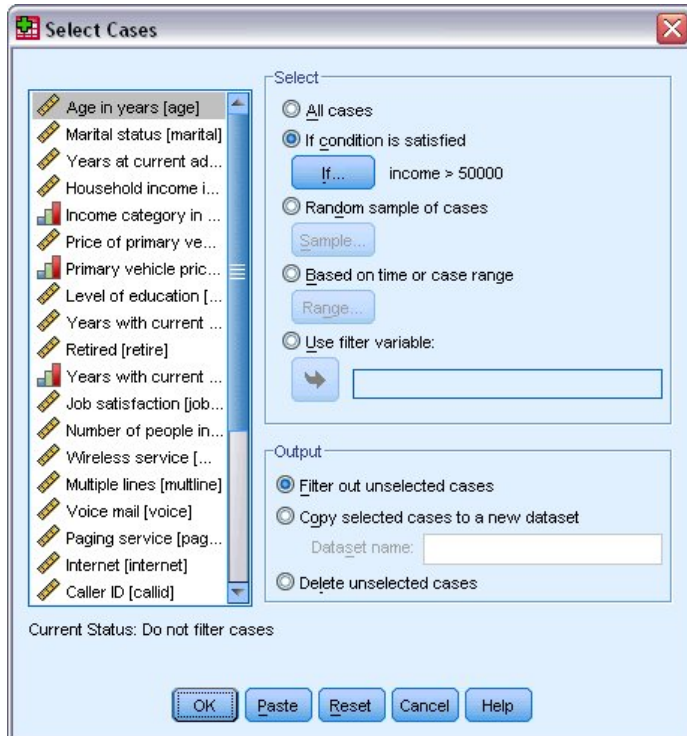 Select Cases
Age in years [age]
Marital status [marital]
Years at current ad...
Household income i...
Income category in ...
Price of primary ve...
Primary vehicle pric...
Level of education [...
Years with current ...
Retired [retire]
Years with current ...
Job satisfaction [job...
Number of people in...
Wireless service [...
Multiple lines [multline]
Voice mail [voice]
Paging service [pag...
Internet [internet]
Caller ID [callid]
Select
All cases
If condition is satisfied
If... income > 50000
Random sample of cases
Sample...
Based on time or case range
Range...
Use filter variable:
Output
Filter out unselected cases
Copy selected cases to a new dataset
Dataset name:
Delete unselected cases
Current Status: Do not filter cases
OK Paste Reset Cancel Help